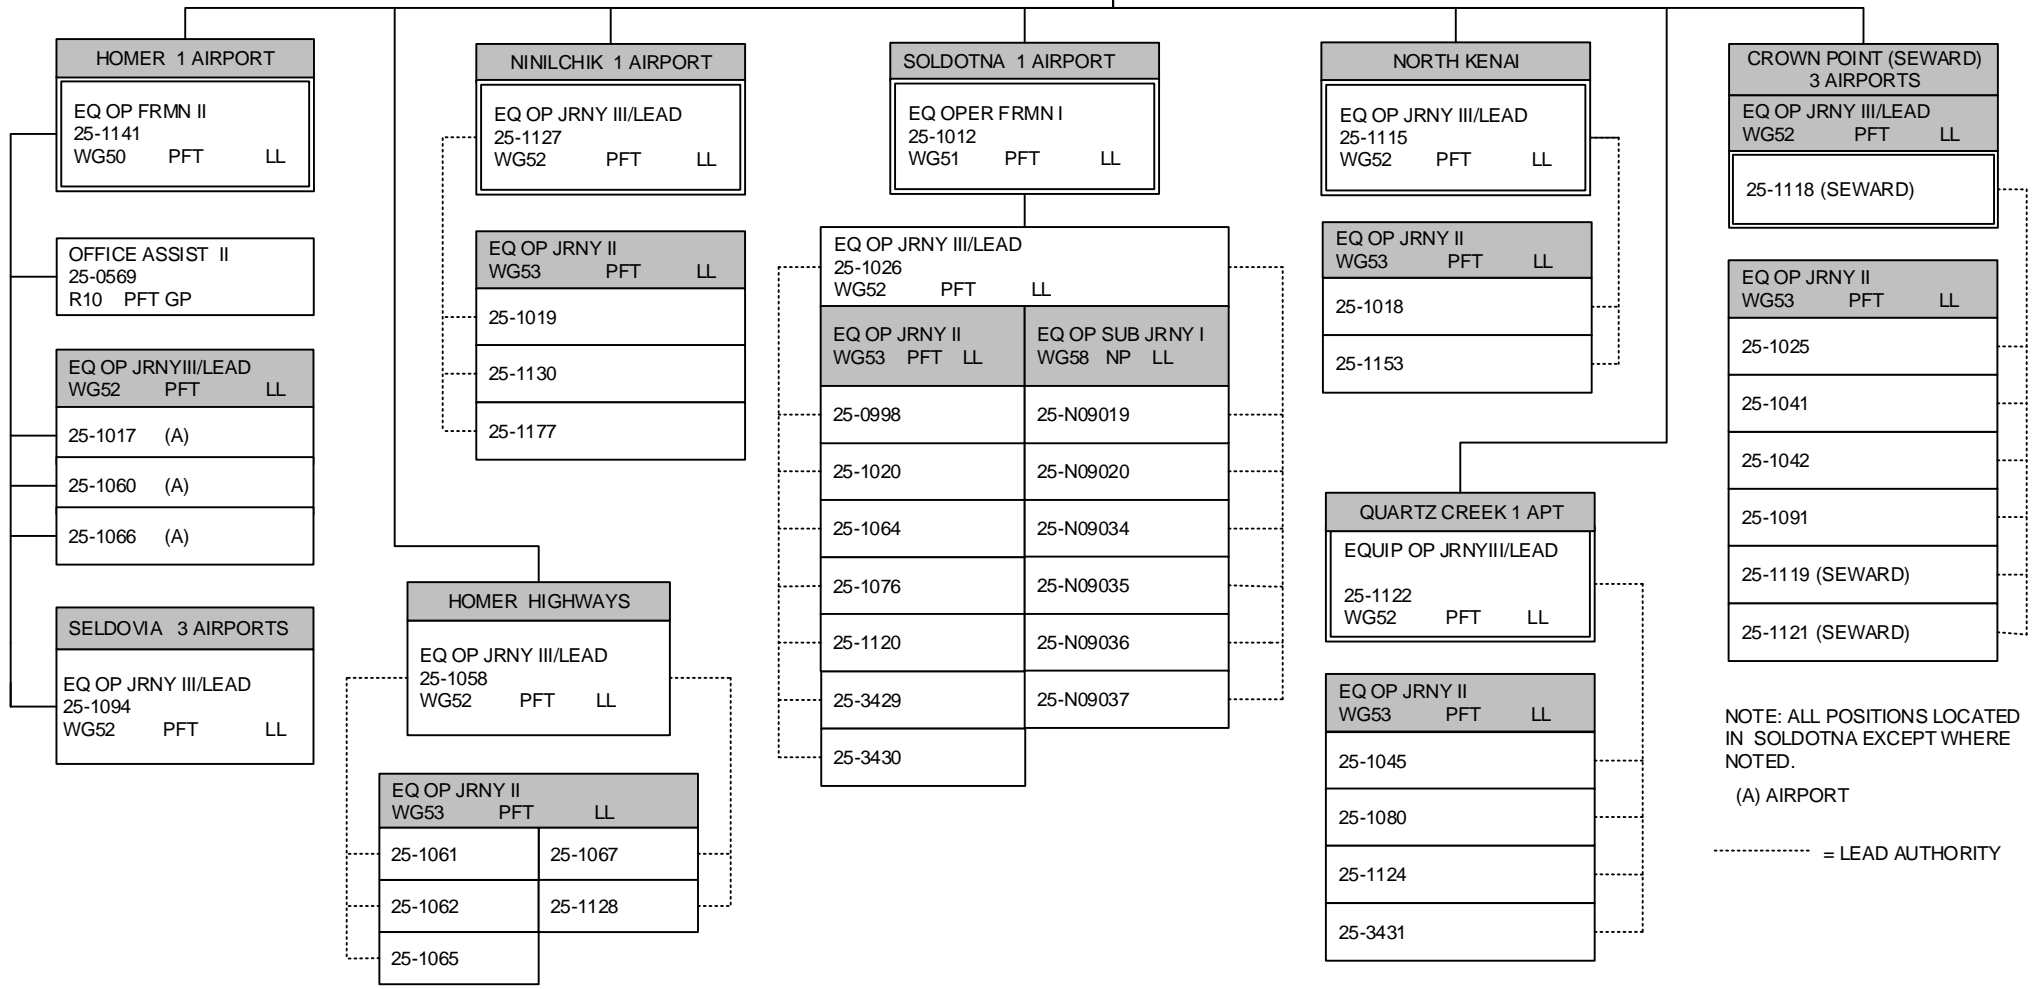 HOMER 1 AIRPORT
EQ OP FRMN II
25-1141
WG50 PFT LL
OFFICE ASSIST II
25-0569
R10 PFT GP
EQ OP JRNYIII/LEAD
WG52 PFT LL
25-1017 (A)
25-1060 (A)
25-1066 (A)
SELDOVIA 3 AIRPORTS
EQ OP JRNY III/LEAD
25-1094
WG52 PFT LL
NINILCHIK 1 AIRPORT
EQ OP JRNY III/LEAD
25-1127
WG52 PFT LL
EQ OP JRNY II
WG53 PFT LL
25-1019
25-1130
25-1177
HOMER HIGHWAYS
EQ OP JRNY III/LEAD
25-1058
WG52 PFT LL
EQ OP JRNY II
WG53 PFT LL
25-1061 25-1067
25-1062 25-1128
25-1065
SOLDOTNA 1 AIRPORT
EQ OPER FRMN I
25-1012
WG51 PFT LL
EQ OP JRNY III/LEAD
25-1026
WG52 PFT LL
EQ OP JRNY II
WG53 PFT LL
25-0998
25-1020
25-1064
25-1076
25-1120
25-3429
25-3430
EQ OP SUB JRNY I
WG58 NP LL
25-N09019
25-N09020
25-N09034
25-N09035
25-N09036
25-N09037
NORTH KENAI
EQ OP JRNY III/LEAD
25-1115
WG52 PFT LL
EQ OP JRNY II
WG53 PFT LL
25-1018
25-1153
QUARTZ CREEK 1 APT
EQUIP OP JRNYIII/LEAD
25-1122
WG52 PFT LL
EQ OP JRNY II
WG53 PFT LL
25-1045
25-1080
25-1124
25-3431
CROWN POINT (SEWARD)
3 AIRPORTS
EQ OP JRNY III/LEAD
WG52 PFT LL
25-1118 (SEWARD)
EQ OP JRNY II
WG53 PFT LL
25-1025
25-1041
25-1042
25-1091
25-1119 (SEWARD)
25-1121 (SEWARD)
NOTE: ALL POSITIONS LOCATED
IN SOLDOTNA EXCEPT WHERE
NOTED.
(A) AIRPORT
= LEAD AUTHORITY